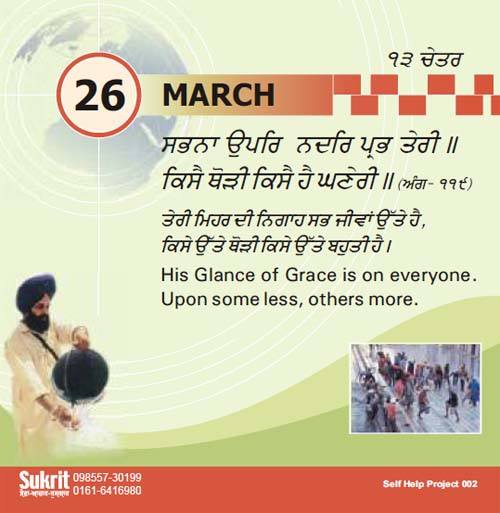 ੧੩ ਚੇਤਰ
26 MARCH
ਸਭਨਾ ਉਪਰਿ ਨਦਰਿ ਪ੍ਰਭ ਤੇਰੀ ॥
ਕਿਸੈ ਥੋੜੀ ਕਿਸੈ ਹੈ ਘਣੇਰੀ ॥ (ਅੰਗ- ੧੧੯)
ਤੇਰੀ ਮਿਹਰ ਦੀ ਨਿਗਾਹ ਸਭ ਜੀਵਾਂ ਉੱਤੇ ਹੈ,
ਕਿਸੇ ਉੱਤੇ ਥੋੜੀ ਕਿਸੇ ਉੱਤੇ ਬਹੁਤੀ ਹੈ।
His Glance of Grace is on everyone.
Upon some less, others more.
Sukrit 098557-30199
0161-6416980
Self Help Project 002